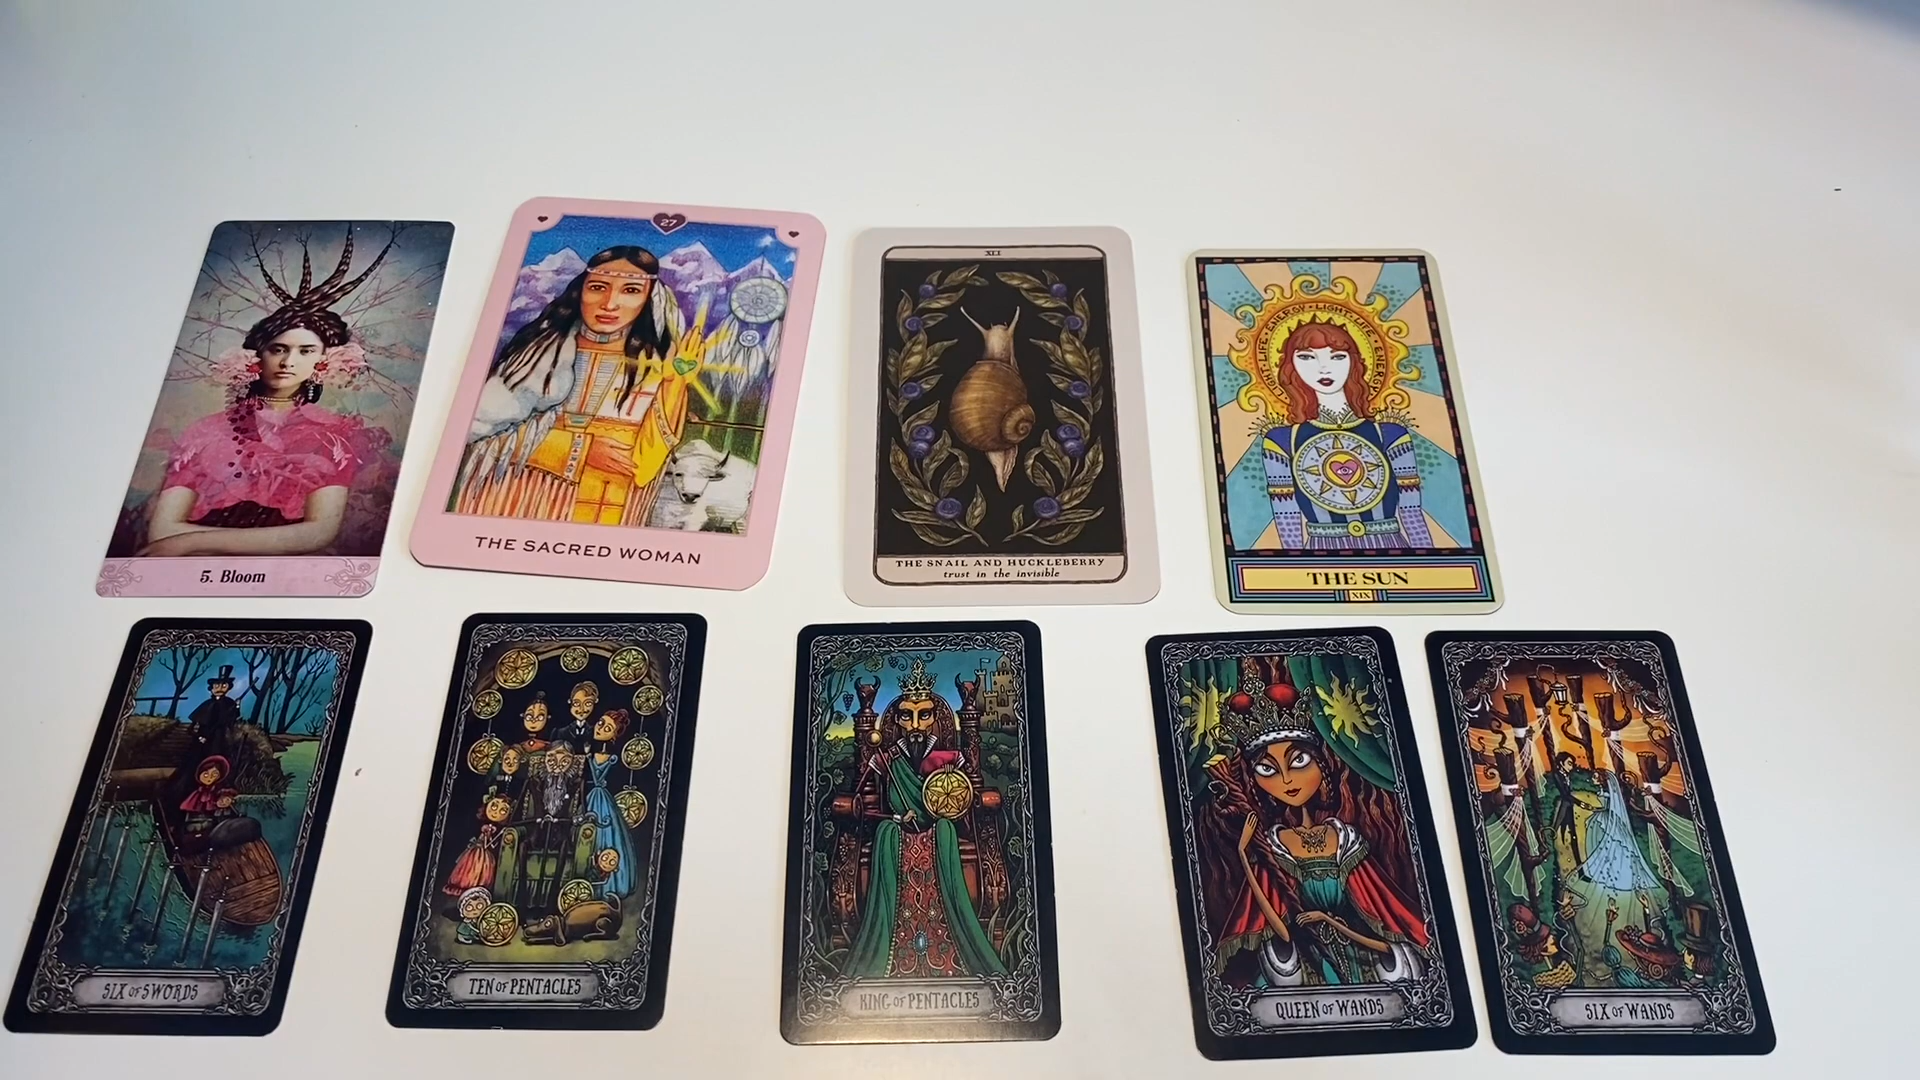 5. Bloom
27
THE SACRED WOMAN
XLI
THE SNAIL AND HUCKLEBERRY
trust in the invisible
LIGHT · LIFE · ENERGY · LIGHT · LIFE · ENERGY
THE SUN
XIX
SIX OF SWORDS
TEN OF PENTACLES
KING OF PENTACLES
QUEEN OF WANDS
SIX OF WANDS